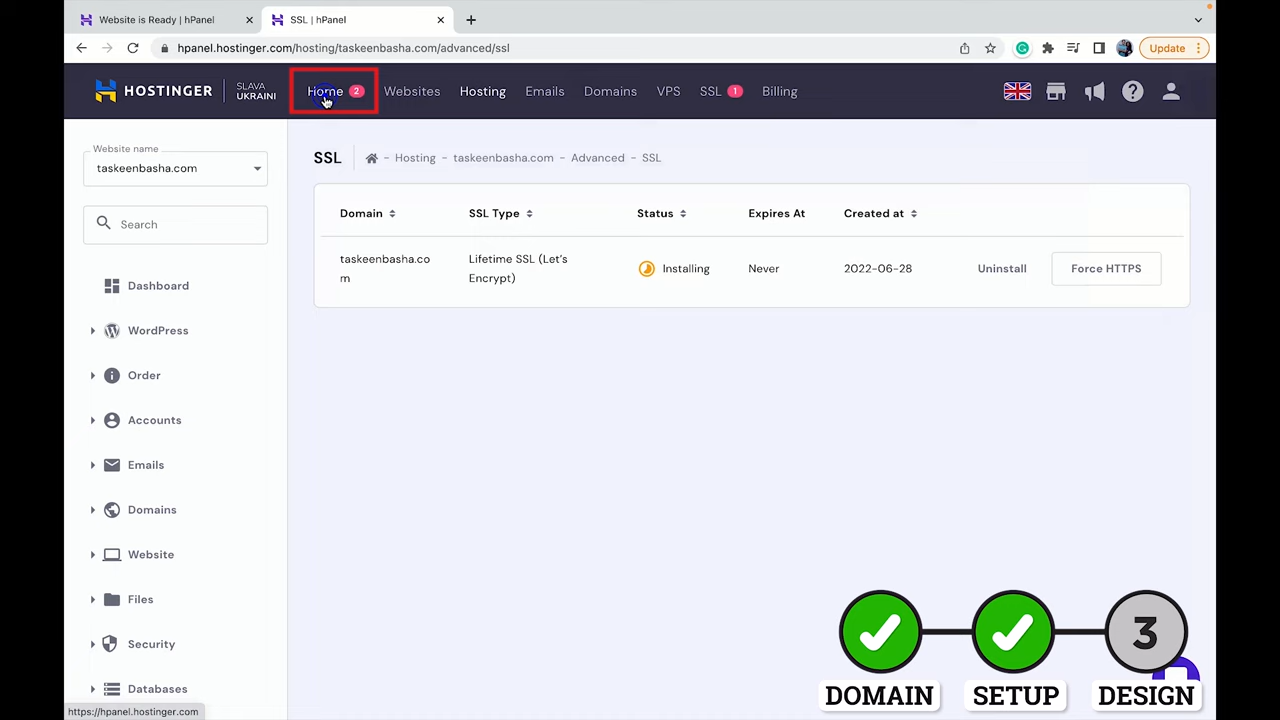 Website is Ready | hPanel
SSL | hPanel
hpanel.hostinger.com/hosting/taskeenbasha.com/advanced/ssl
Update
HOSTINGER
SLAVA
UKRAINI
Home 2
Websites
Hosting
Emails
Domains
VPS
SSL 1
Billing
Website name
taskeenbasha.com
Search
Dashboard
WordPress
Order
Accounts
Emails
Domains
Website
Files
Security
Databases
SSL
- Hosting - taskeenbasha.com - Advanced - SSL
Domain
SSL Type
Status
Expires At
Created at
taskeenbasha.co
m
Lifetime SSL (Let's
Encrypt)
Installing
Never
2022-06-28
Uninstall
Force HTTPS
3
DOMAIN
SETUP
DESIGN
https://hpanel.hostinger.com